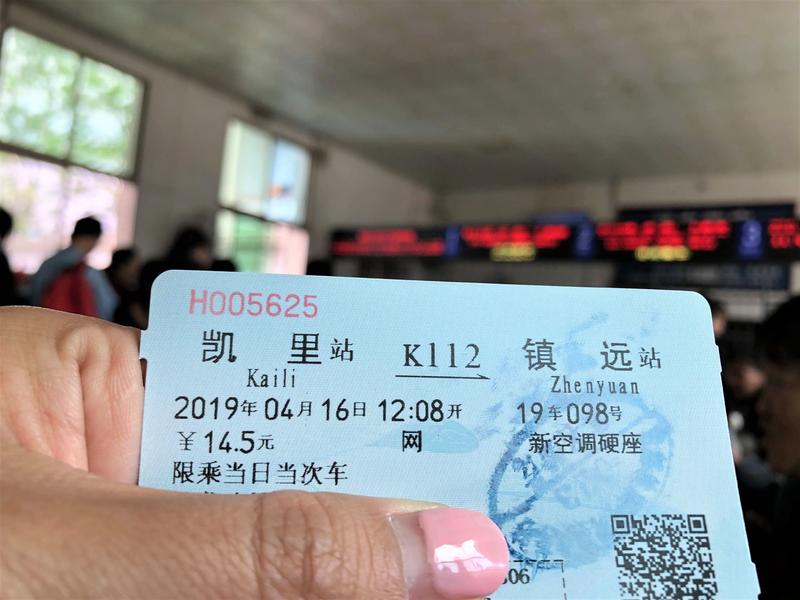 H005625
凯里站 K112 镇远站
Kaili Zhenyuan
2019年04月16日 12:08开 19车098号
￥14.5元 网 新空调硬座
限乘当日当次车